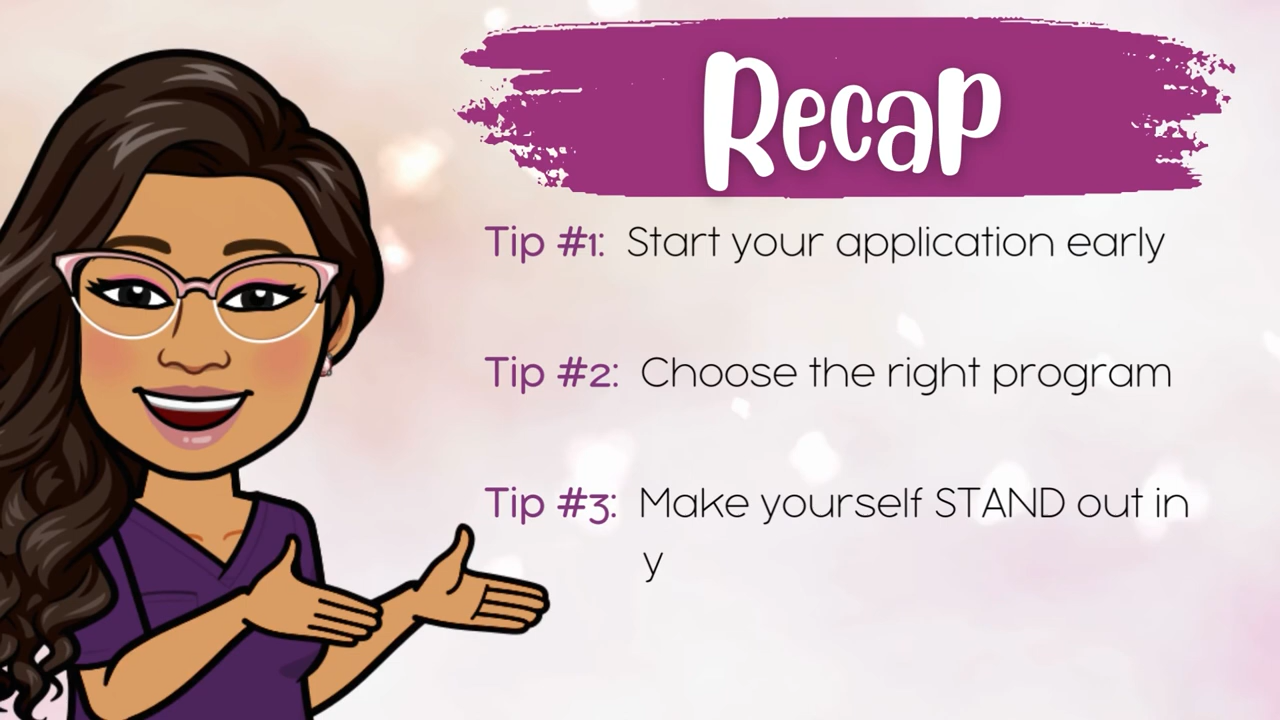 Recap
Tip #1: Start your application early
Tip #2: Choose the right program
Tip #3: Make yourself STAND out in
y